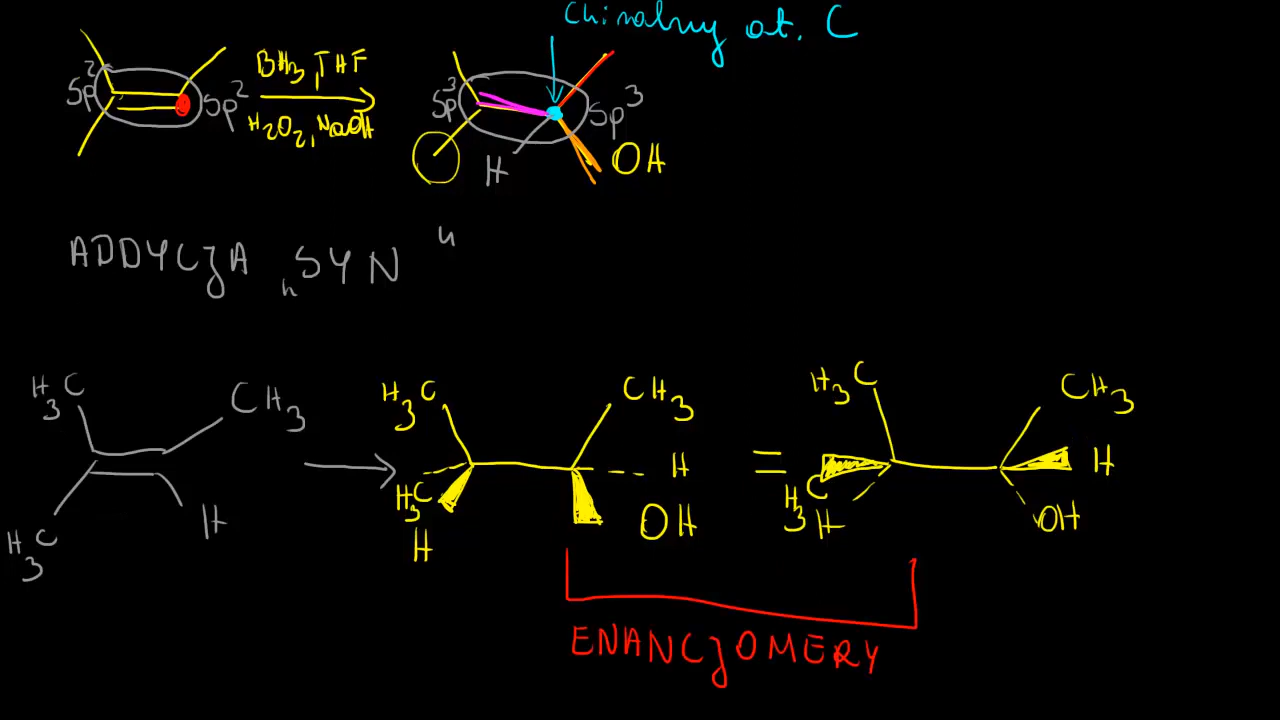 Chiralny at. C
BH3, THF
H2O2, NaOH
Sp2
Sp2
Sp3
Sp3
H
OH
ADDYCJA "SYN"
H3C
CH3
H3C
H
H3C
CH3
H3C
H
H
OH
=
H3C
CH3
H3C
H
H
OH
ENANCJOMERY